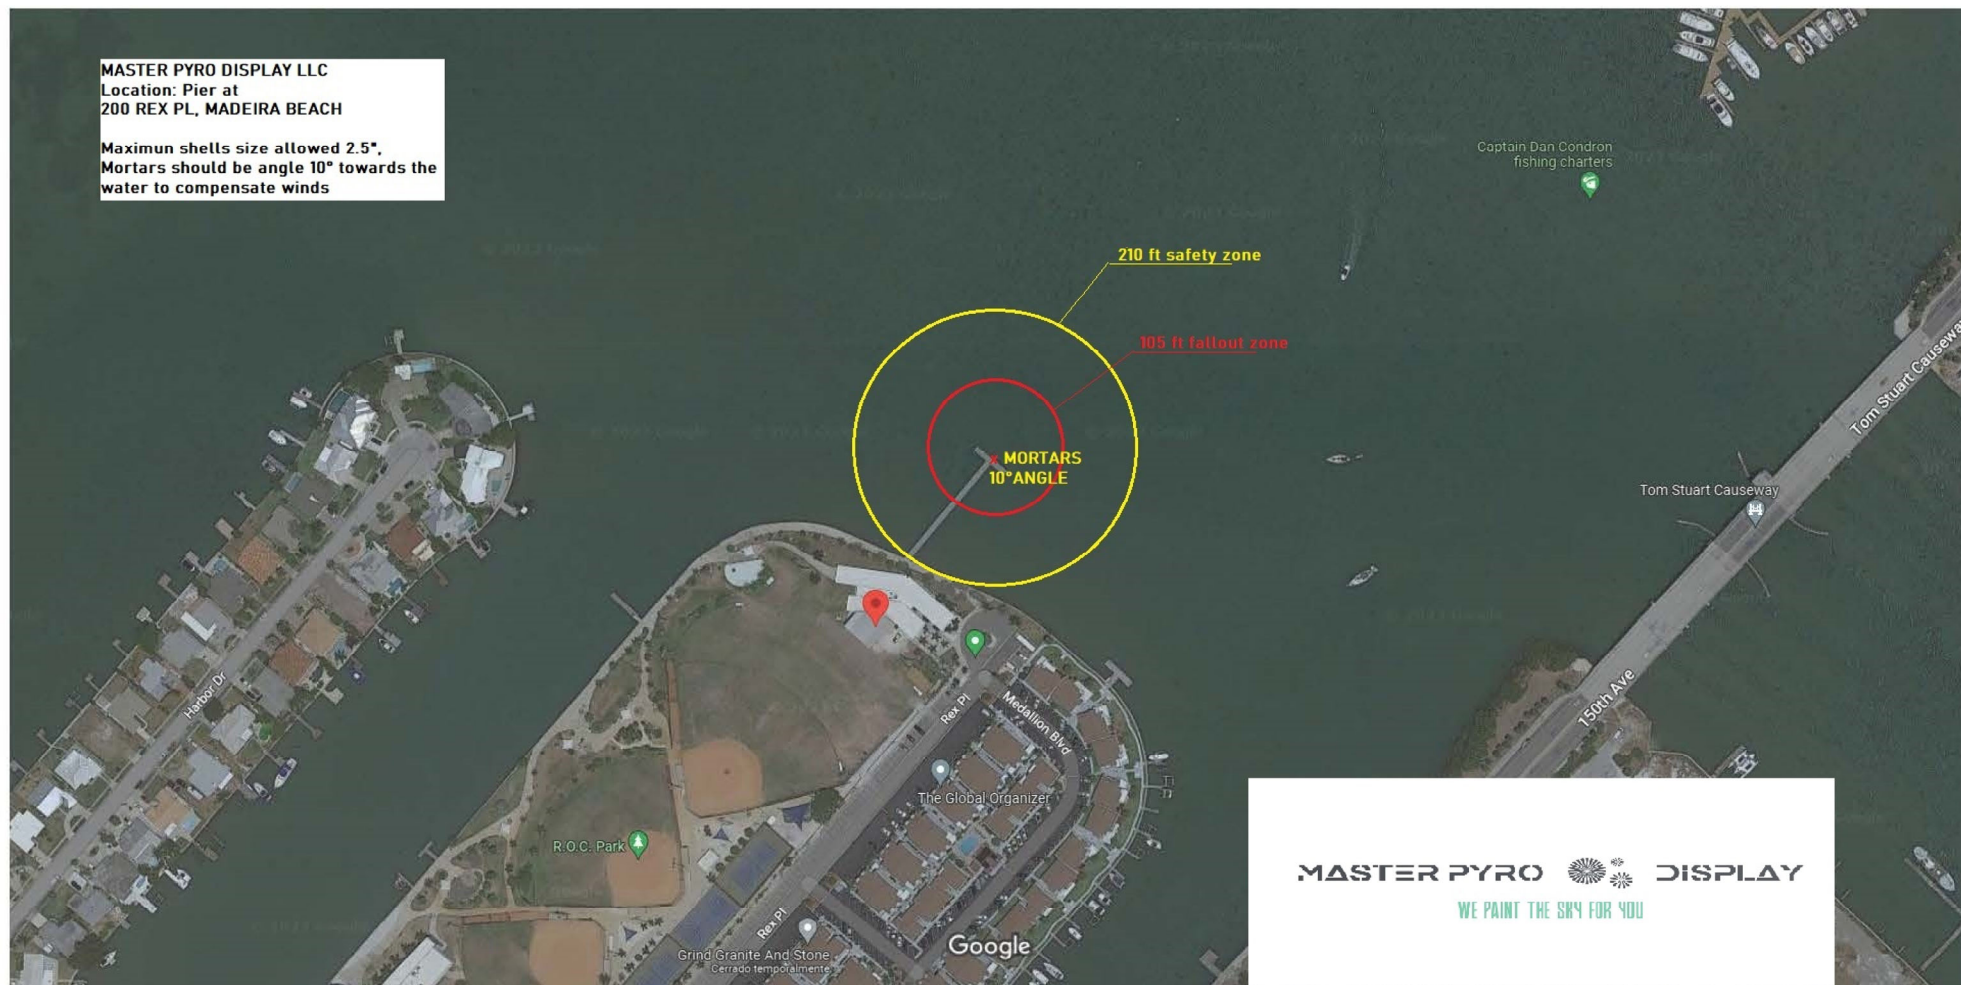 MASTER PYRO DISPLAY LLC
Location: Pier at
200 REX PL, MADEIRA BEACH
Maximun shells size allowed 2.5",
Mortars should be angle 10° towards the
water to compensate winds
Captain Dan Condron
fishing charters
210 ft safety zone
105 ft fallout zone
Tom Stuart Causeway
x MORTARS
10°ANGLE
Tom Stuart Causeway
Harbor Dr
Rex Pl
Medallion Blvd
150th Ave
The Global Organizer
R.O.C. Park
Rex Pl
Grind Granite And Stone
Cerrado temporalmente
Google
MASTER PYRO DISPLAY
WE PAINT THE SKY FOR YOU